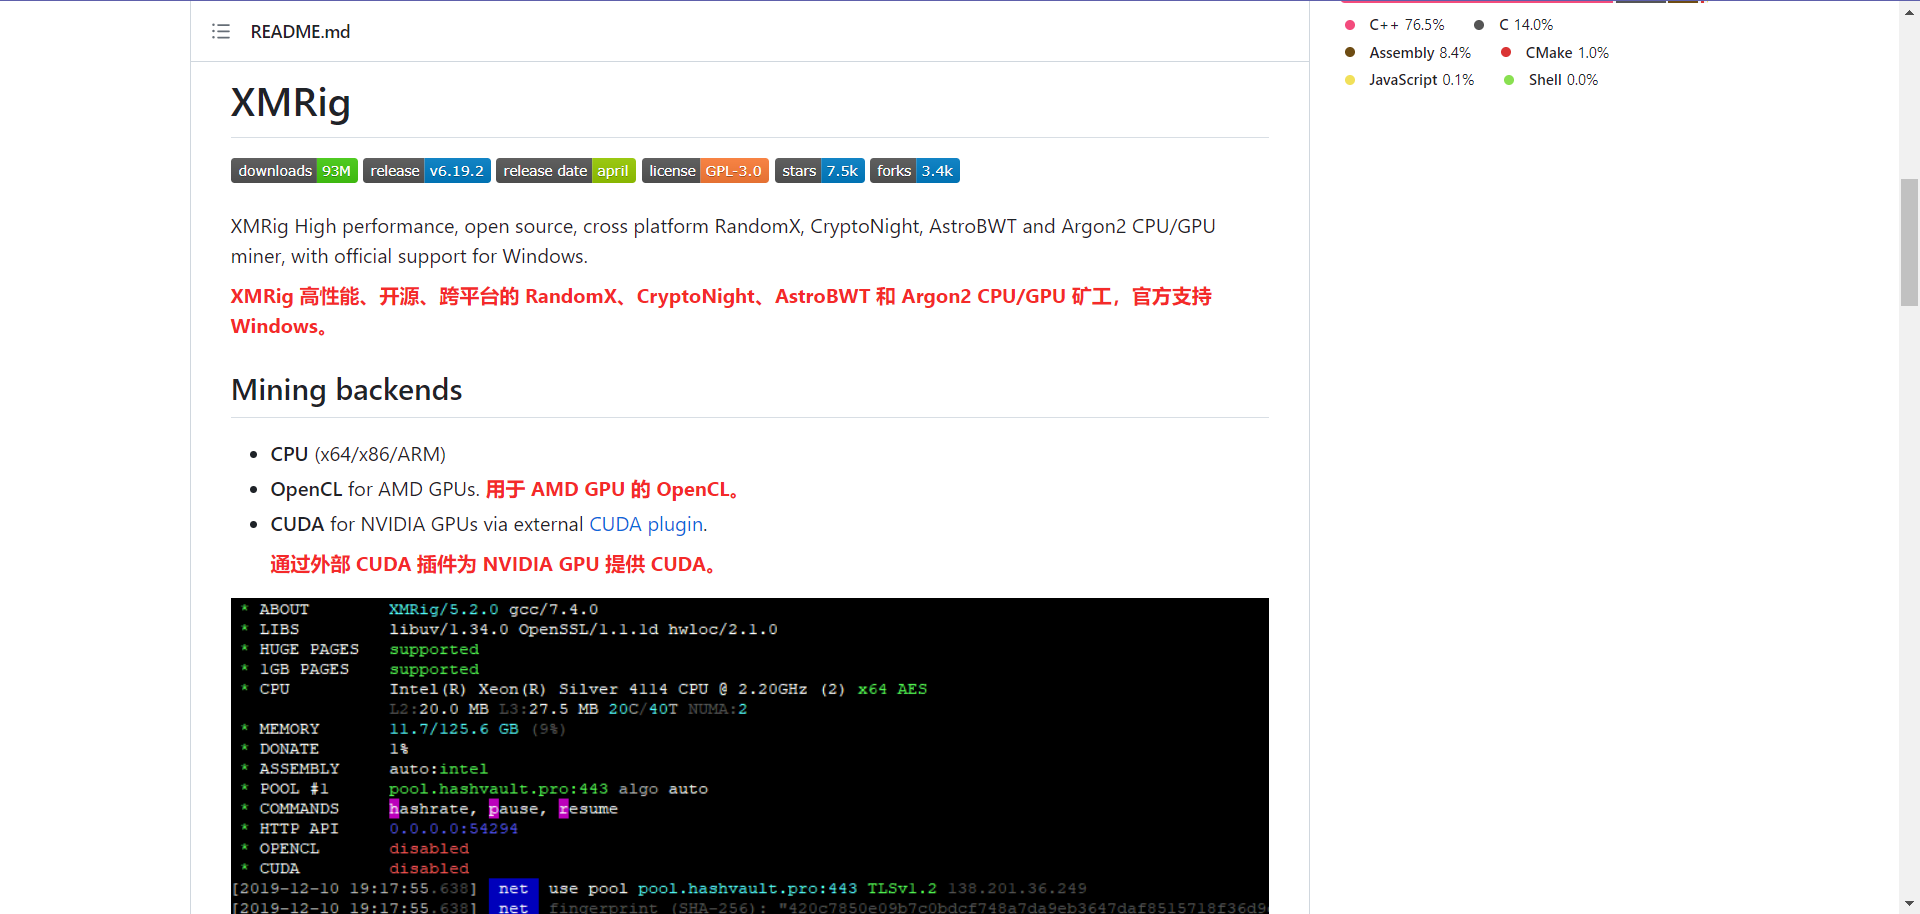 README.md
XMRig
downloads 93M release v6.19.2 release date april license GPL-3.0 stars 7.5k forks 3.4k
XMRig High performance, open source, cross platform RandomX, CryptoNight, AstroBWT and Argon2 CPU/GPU
miner, with official support for Windows.
XMRig 高性能、开源、跨平台的 RandomX、CryptoNight、AstroBWT 和 Argon2 CPU/GPU 矿工，官方支持
Windows。
Mining backends
• CPU (x64/x86/ARM)
• OpenCL for AMD GPUs. 用于 AMD GPU 的 OpenCL。
• CUDA for NVIDIA GPUs via external CUDA plugin.
通过外部 CUDA 插件为 NVIDIA GPU 提供 CUDA。
* ABOUT XMRig/5.2.0 gcc/7.4.0
* LIBS libuv/1.34.0 OpenSSL/1.1.1d hwloc/2.1.0
* HUGE PAGES supported
* 1GB PAGES supported
* CPU Intel(R) Xeon(R) Silver 4114 CPU @ 2.20GHz (2) x64 AES
L2:20.0 MB L3:27.5 MB 20C/40T NUMA:2
* MEMORY 11.7/125.6 GB (9%)
* DONATE 1%
* ASSEMBLY auto:intel
* POOL #1 pool.hashvault.pro:443 algo auto
* COMMANDS hashrate, pause, resume
* HTTP API 0.0.0.0:54294
* OPENCL disabled
* CUDA disabled
[2019-12-10 19:17:55.638] net use pool pool.hashvault.pro:443 TLSv1.2 138.201.36.249
[2019-12-10 19:17:55.638] net fingerprint (SHA-256):
C++ 76.5% C 14.0%
Assembly 8.4% CMake 1.0%
JavaScript 0.1% Shell 0.0%